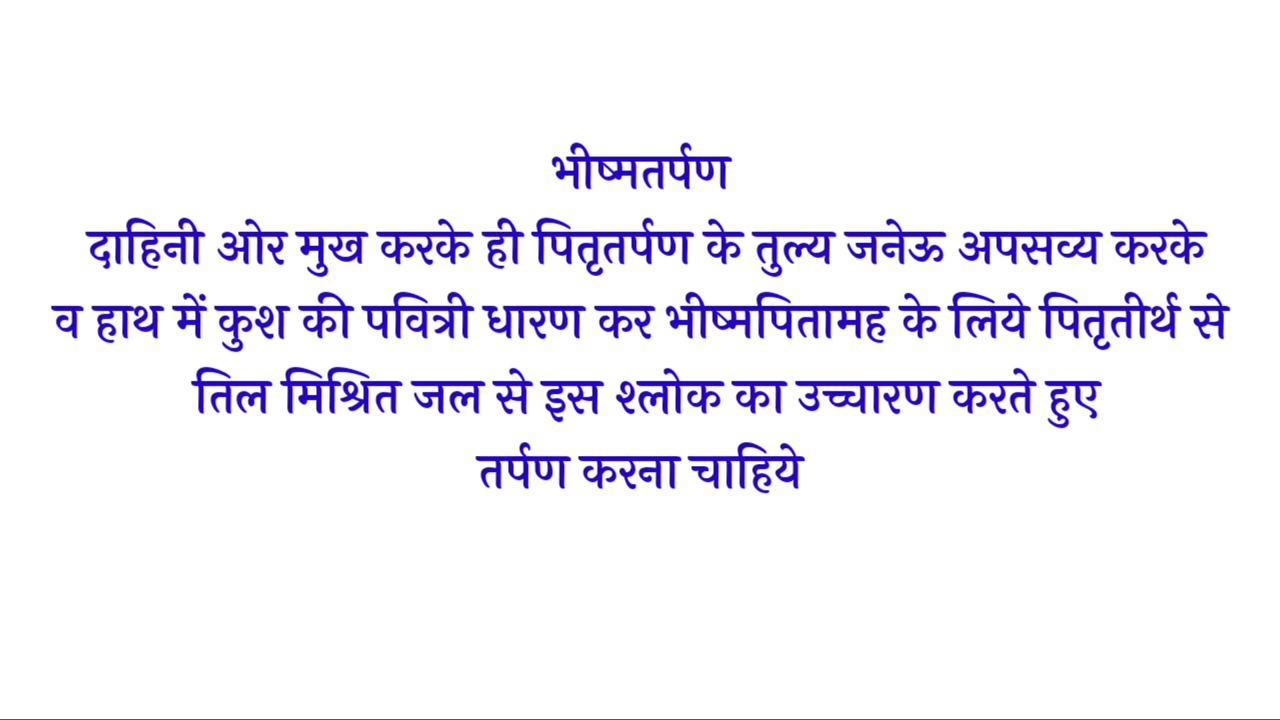 भीष्मतर्पण
दाहिनी ओर मुख करके ही पितृतर्पण के तुल्य जनेऊ अपसव्य करके
व हाथ में कुश की पवित्री धारण कर भीष्मपितामह के लिये पितृतीर्थ से
तिल मिश्रित जल से इस श्लोक का उच्चारण करते हुए
तर्पण करना चाहिये